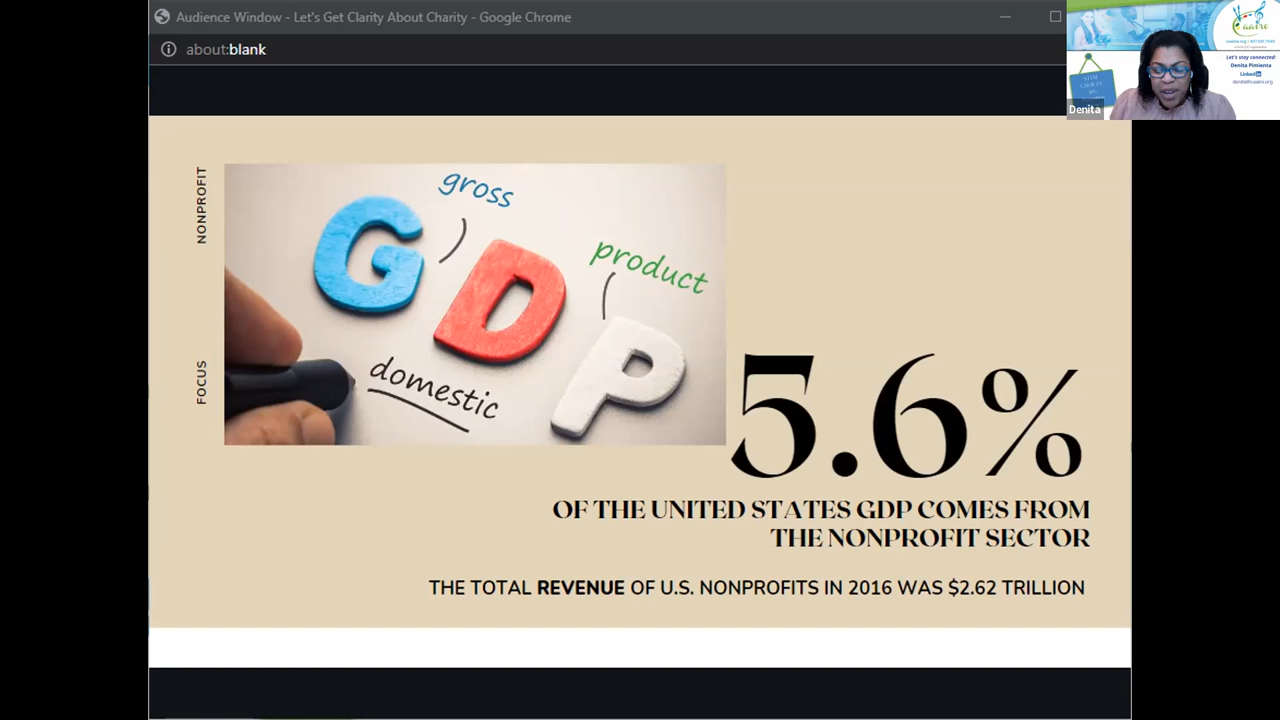 Audience Window - Let's Get Clarity About Charity - Google Chrome
about:blank
Let's stay connected:
Denita Pimienta
Linkedin
Denita
NONPROFIT
FOCUS
gross
product
G
D
P
domestic
5.6%
OF THE UNITED STATES GDP COMES FROM
THE NONPROFIT SECTOR
THE TOTAL REVENUE OF U.S. NONPROFITS IN 2016 WAS $2.62 TRILLION